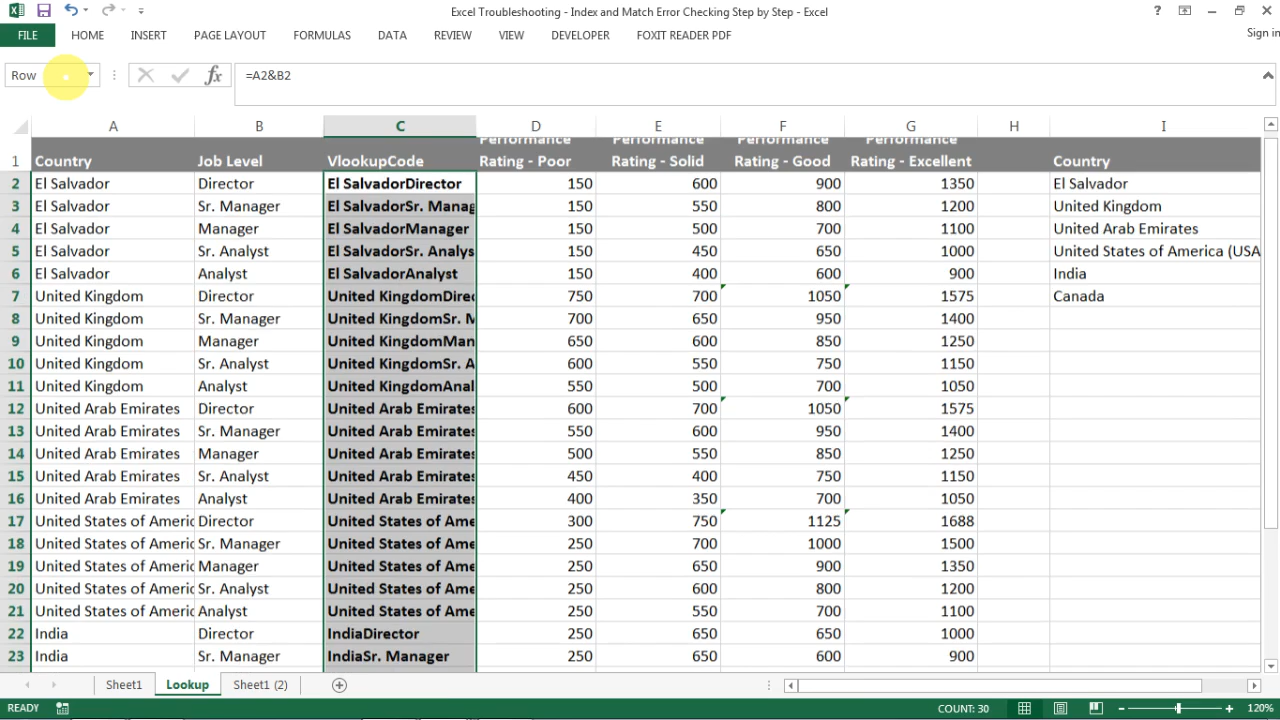 Excel Troubleshooting - Index and Match Error Checking Step by Step - Excel
?
FILE HOME INSERT PAGE LAYOUT FORMULAS DATA REVIEW VIEW DEVELOPER FOXIT READER PDF Sign in
Row fx =A2&B2
A B C D E F G H I
Performance Performance Performance Performance
1 Country Job Level VlookupCode Rating - Poor Rating - Solid Rating - Good Rating - Excellent Country
2 El Salvador Director El SalvadorDirector 150 600 900 1350 El Salvador
3 El Salvador Sr. Manager El SalvadorSr. Manag 150 550 800 1200 United Kingdom
4 El Salvador Manager El SalvadorManager 150 500 700 1100 United Arab Emirates
5 El Salvador Sr. Analyst El SalvadorSr. Analys 150 450 650 1000 United States of America (USA
6 El Salvador Analyst El SalvadorAnalyst 150 400 600 900 India
7 United Kingdom Director United KingdomDirec 750 700 1050 1575 Canada
8 United Kingdom Sr. Manager United KingdomSr. M 700 650 950 1400
9 United Kingdom Manager United KingdomMan 650 600 850 1250
10 United Kingdom Sr. Analyst United KingdomSr. A 600 550 750 1150
11 United Kingdom Analyst United KingdomAnal 550 500 700 1050
12 United Arab Emirates Director United Arab Emirates 600 700 1050 1575
13 United Arab Emirates Sr. Manager United Arab Emirates 550 600 950 1400
14 United Arab Emirates Manager United Arab Emirates 500 550 850 1250
15 United Arab Emirates Sr. Analyst United Arab Emirates 450 400 750 1150
16 United Arab Emirates Analyst United Arab Emirates 400 350 700 1050
17 United States of Americ Director United States of Ame 300 750 1125 1688
18 United States of Americ Sr. Manager United States of Ame 250 700 1000 1500
19 United States of Americ Manager United States of Ame 250 650 900 1350
20 United States of Americ Sr. Analyst United States of Ame 250 600 800 1200
21 United States of Americ Analyst United States of Ame 250 550 700 1100
22 India Director IndiaDirector 250 650 650 1000
23 India Sr. Manager IndiaSr. Manager 250 650 600 900
Sheet1 Lookup Sheet1 (2)
READY COUNT: 30 120%